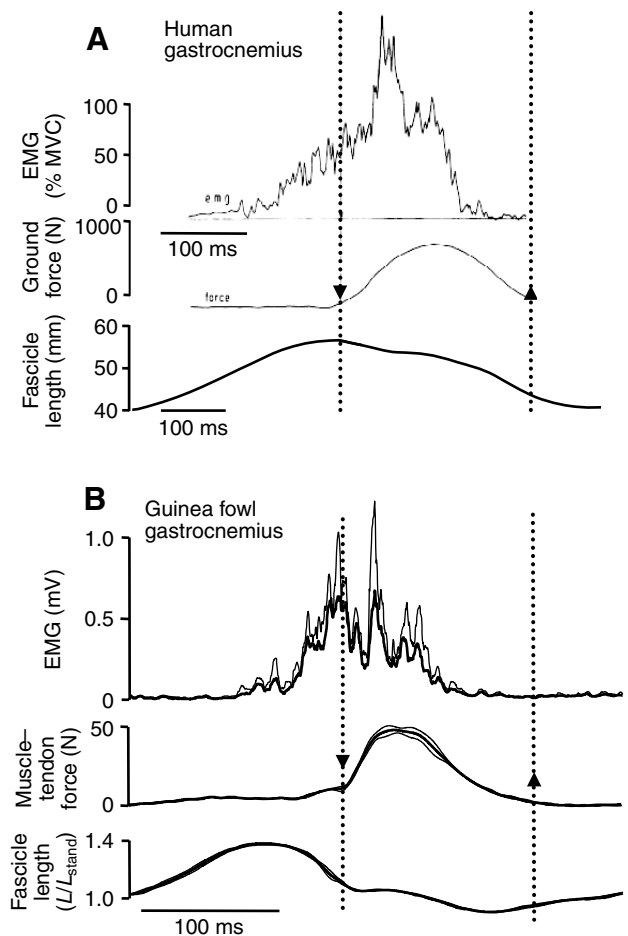 A
Human
gastrocnemius
EMG
(% MVC)
100
50
0
emg
100 ms
Ground
force (N)
1000
0
force
Fascicle
length (mm)
60
50
40
100 ms
B
Guinea fowl
gastrocnemius
EMG (mV)
1.0
0.5
0
Muscle–
tendon
force (N)
50
0
Fascicle
length
(L/Lstand)
1.4
1.0
100 ms